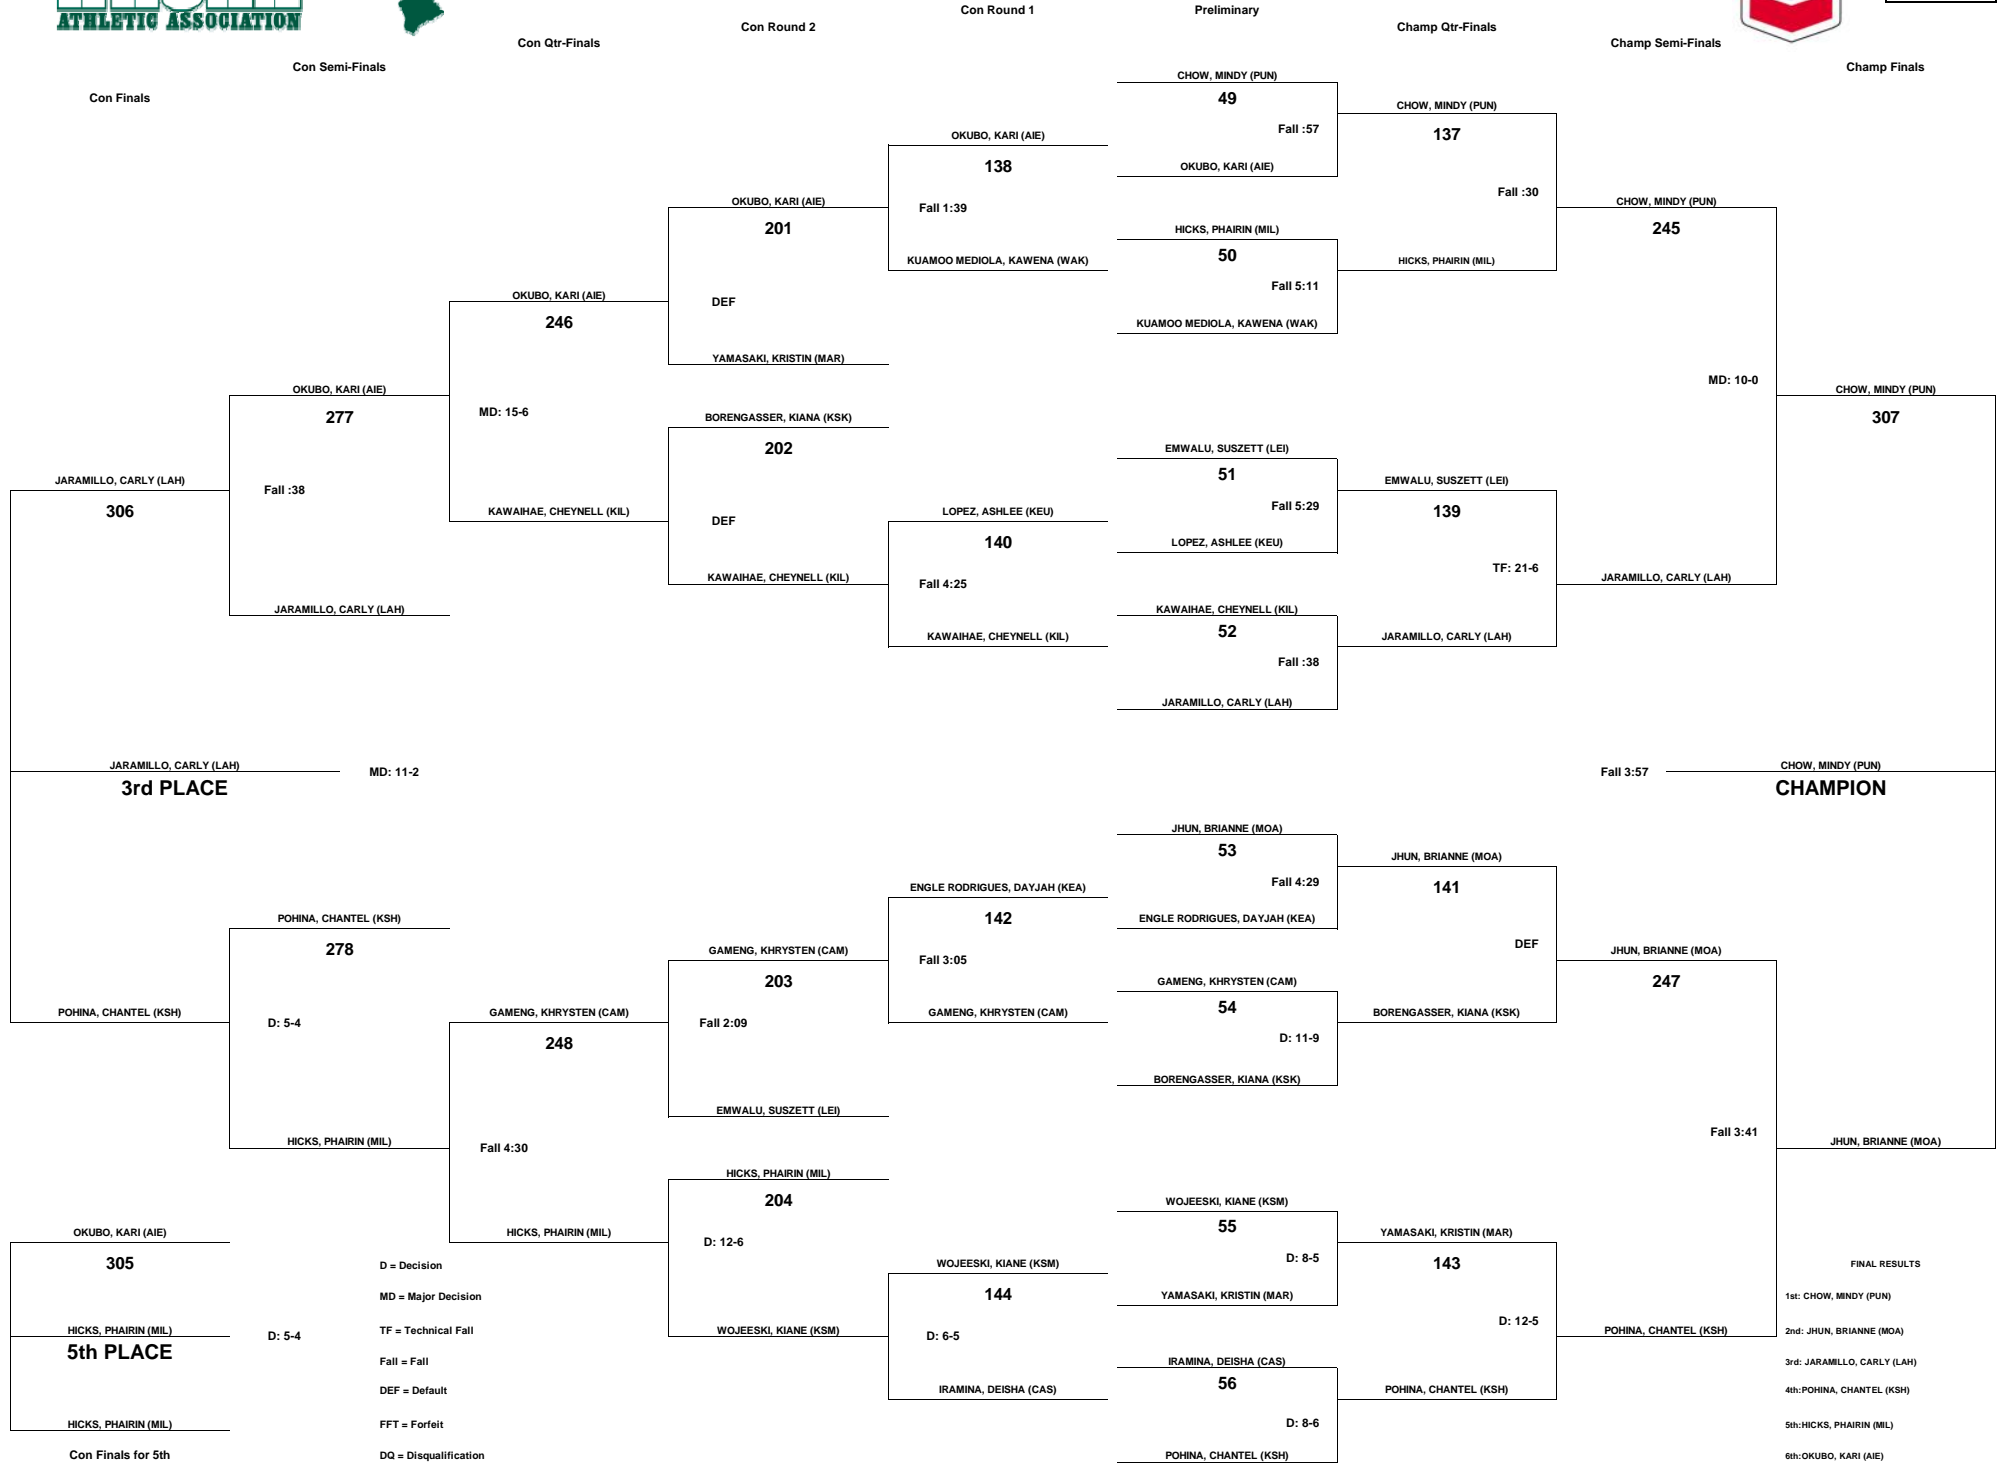 ATHLETIC ASSOCIATION
Con Finals
Con Semi-Finals
Con Qtr-Finals
Con Round 2
Con Round 1
Preliminary
Champ Qtr-Finals
Champ Semi-Finals
Champ Finals
JARAMILLO, CARLY (LAH)
306
JARAMILLO, CARLY (LAH)
3rd PLACE
MD: 11-2
POHINA, CHANTEL (KSH)
OKUBO, KARI (AIE)
305
HICKS, PHAIRIN (MIL)
5th PLACE
D: 5-4
HICKS, PHAIRIN (MIL)
Con Finals for 5th
OKUBO, KARI (AIE)
277
Fall :38
JARAMILLO, CARLY (LAH)
POHINA, CHANTEL (KSH)
278
D: 5-4
HICKS, PHAIRIN (MIL)
D = Decision
MD = Major Decision
TF = Technical Fall
Fall = Fall
DEF = Default
FFT = Forfeit
DQ = Disqualification
OKUBO, KARI (AIE)
246
MD: 15-6
KAWAIHAE, CHEYNELL (KIL)
GAMENG, KHRYSTEN (CAM)
248
Fall 4:30
HICKS, PHAIRIN (MIL)
OKUBO, KARI (AIE)
201
DEF
YAMASAKI, KRISTIN (MAR)
BORENGASSER, KIANA (KSK)
202
DEF
KAWAIHAE, CHEYNELL (KIL)
GAMENG, KHRYSTEN (CAM)
203
Fall 2:09
EMWALU, SUSZETT (LEI)
HICKS, PHAIRIN (MIL)
204
D: 12-6
WOJEESKI, KIANE (KSM)
OKUBO, KARI (AIE)
138
Fall 1:39
KUAMOO MEDIOLA, KAWENA (WAK)
LOPEZ, ASHLEE (KEU)
140
Fall 4:25
KAWAIHAE, CHEYNELL (KIL)
ENGLE RODRIGUES, DAYJAH (KEA)
142
Fall 3:05
GAMENG, KHRYSTEN (CAM)
WOJEESKI, KIANE (KSM)
144
D: 6-5
IRAMINA, DEISHA (CAS)
CHOW, MINDY (PUN)
49
Fall :57
OKUBO, KARI (AIE)
HICKS, PHAIRIN (MIL)
50
Fall 5:11
KUAMOO MEDIOLA, KAWENA (WAK)
EMWALU, SUSZETT (LEI)
51
Fall 5:29
LOPEZ, ASHLEE (KEU)
KAWAIHAE, CHEYNELL (KIL)
52
Fall :38
JARAMILLO, CARLY (LAH)
JHUN, BRIANNE (MOA)
53
Fall 4:29
ENGLE RODRIGUES, DAYJAH (KEA)
GAMENG, KHRYSTEN (CAM)
54
D: 11-9
BORENGASSER, KIANA (KSK)
WOJEESKI, KIANE (KSM)
55
D: 8-5
YAMASAKI, KRISTIN (MAR)
IRAMINA, DEISHA (CAS)
56
D: 8-6
POHINA, CHANTEL (KSH)
CHOW, MINDY (PUN)
137
Fall :30
HICKS, PHAIRIN (MIL)
EMWALU, SUSZETT (LEI)
139
TF: 21-6
JARAMILLO, CARLY (LAH)
JHUN, BRIANNE (MOA)
141
DEF
BORENGASSER, KIANA (KSK)
YAMASAKI, KRISTIN (MAR)
143
D: 12-5
POHINA, CHANTEL (KSH)
CHOW, MINDY (PUN)
245
MD: 10-0
JARAMILLO, CARLY (LAH)
JHUN, BRIANNE (MOA)
247
Fall 3:41
POHINA, CHANTEL (KSH)
CHOW, MINDY (PUN)
307
Fall 3:57
CHOW, MINDY (PUN)
CHAMPION
JHUN, BRIANNE (MOA)
FINAL RESULTS
1st: CHOW, MINDY (PUN)
2nd: JHUN, BRIANNE (MOA)
3rd: JARAMILLO, CARLY (LAH)
4th:POHINA, CHANTEL (KSH)
5th:HICKS, PHAIRIN (MIL)
6th:OKUBO, KARI (AIE)